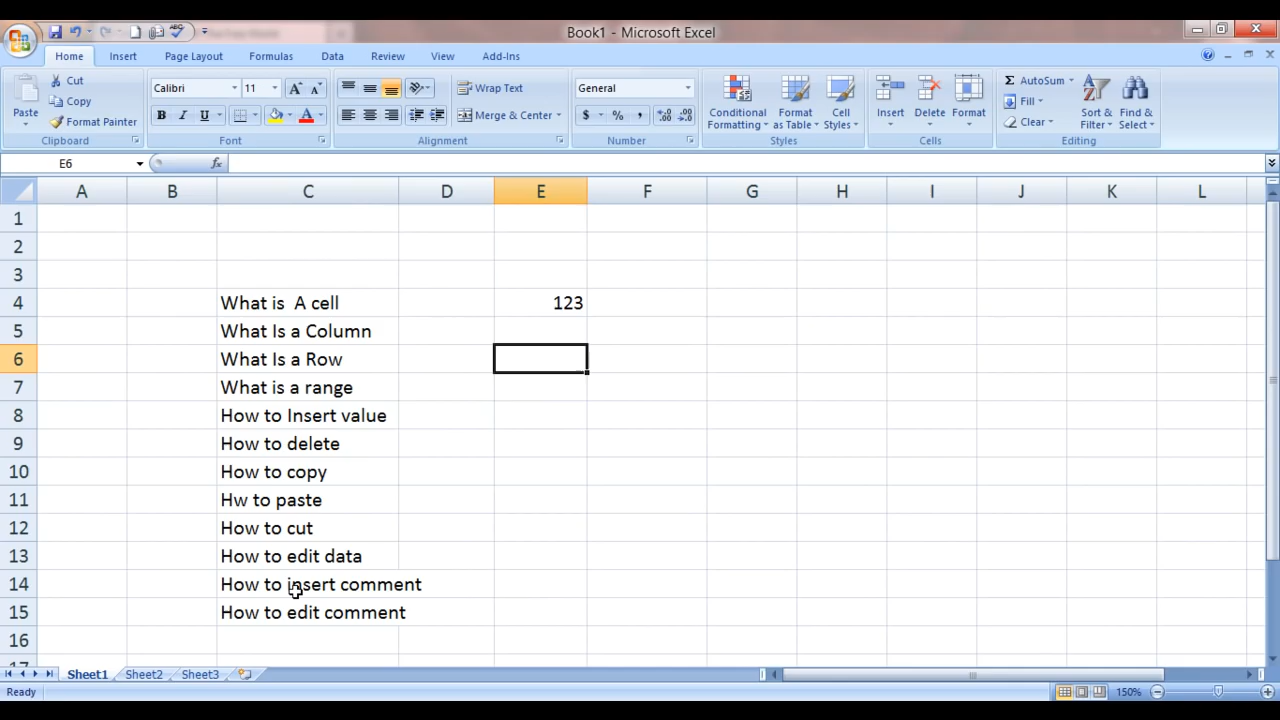 Book1 - Microsoft Excel
Home Insert Page Layout Formulas Data Review View Add-Ins
Paste
Cut
Copy
Format Painter
Clipboard
Calibri 11
B I U
Font
Wrap Text
Merge & Center
Alignment
General
$ % ,
Number
Conditional Formatting
Format as Table
Cell Styles
Styles
Insert Delete Format
Cells
AutoSum
Fill
Clear
Sort & Filter
Find & Select
Editing
E6 fx
A B C D E F G H I J K L
1
2
3
4 What is  A cell 123
5 What Is a Column
6 What Is a Row
7 What is a range
8 How to Insert value
9 How to delete
10 How to copy
11 Hw to paste
12 How to cut
13 How to edit data
14 How to insert comment
15 How to edit comment
16
17
Sheet1 Sheet2 Sheet3
Ready 150%